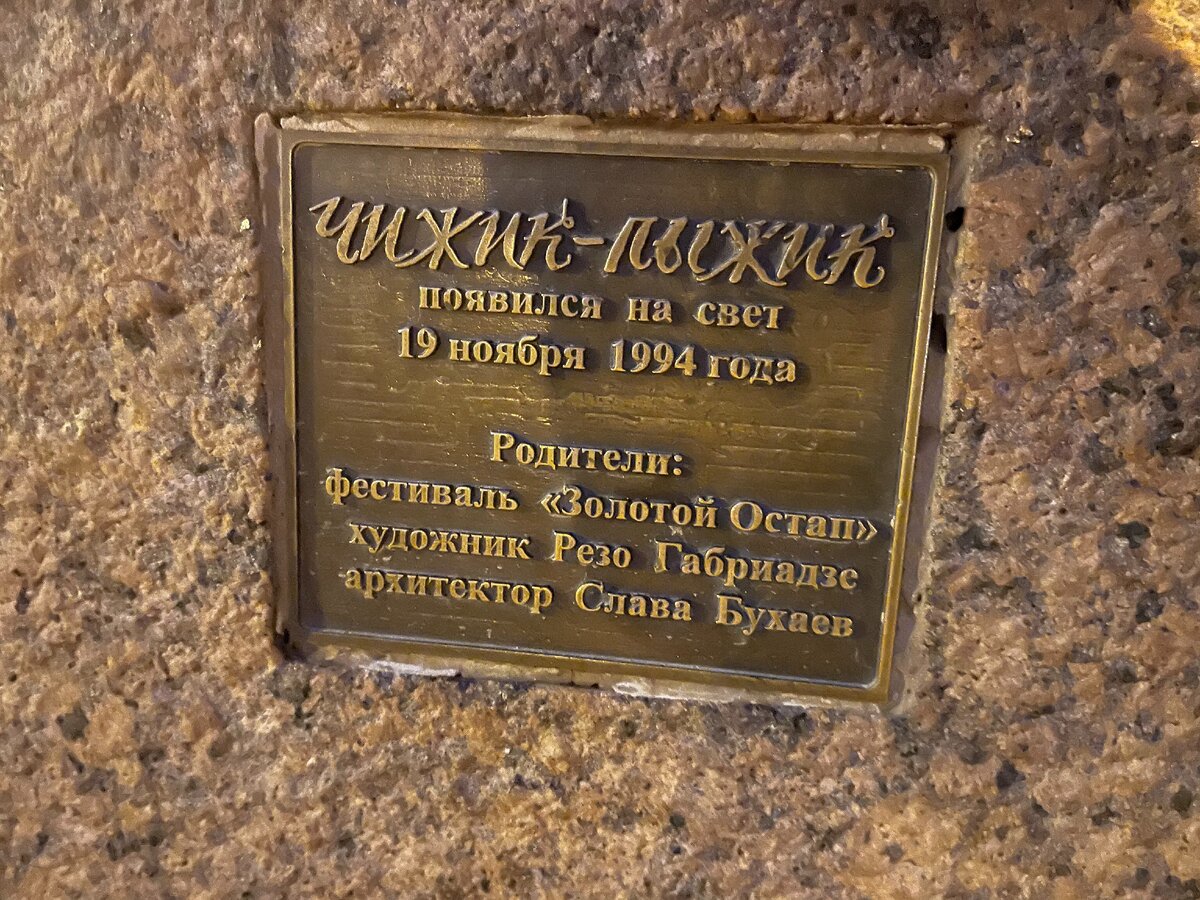 Чижик-Пыжик
появился на свет
19 ноября 1994 года
Родители:
фестиваль «Золотой Остап»
художник Резо Габриадзе
архитектор Слава Бухаев